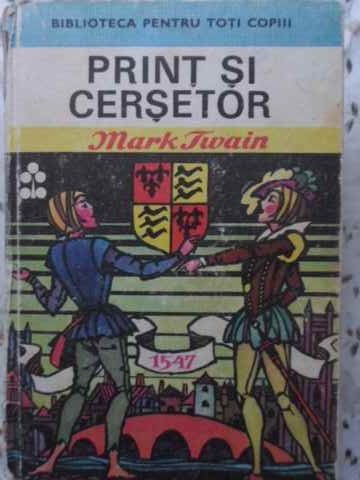 BIBLIOTECA PENTRU TOȚI COPIII
PRINȚ ȘI
CERȘETOR
Mark Twain
1547